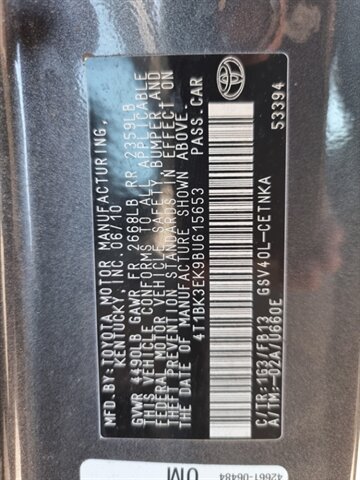 MFD.BY:TOYOTA MOTOR MANUFACTURING,
KENTUCKY, INC. 06/10
GVWR 4490LB GAWR FR 2668LB RR 2359LB
THIS VEHICLE CONFORMS TO ALL APPLICABLE
FEDERAL MOTOR VEHICLE SAFETY, BUMPER AND
THEFT PREVENTION STANDARDS IN EFFECT ON
THE DATE OF MANUFACTURE SHOWN ABOVE.
4T1BK3EK9BU615653 PASS.CAR
C/TR:1G2/FB13 GSV40L-CETNKA
A/TM:-02A/U660E 53394
42661-06484
UM